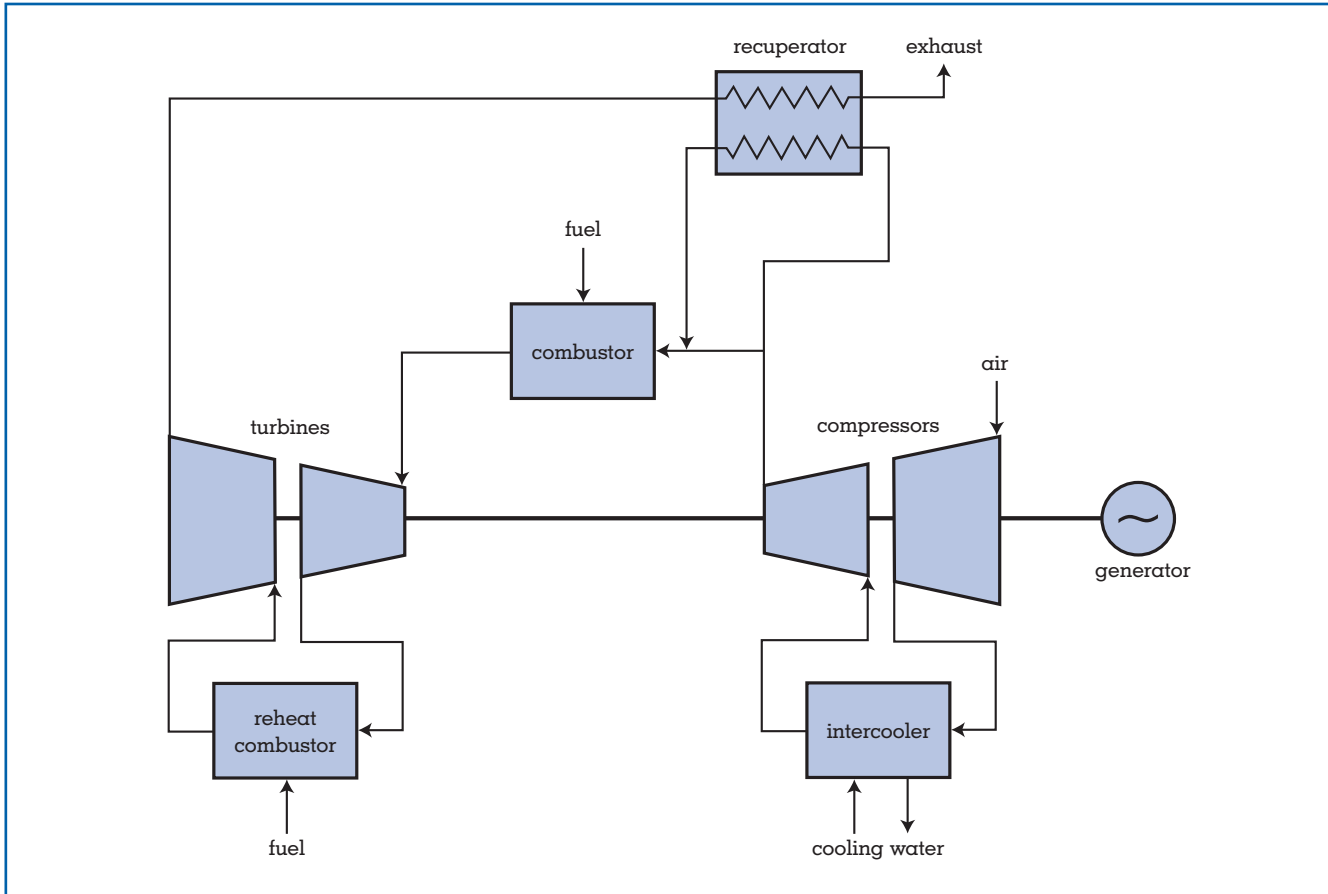 recuperator
exhaust
fuel
combustor
air
turbines
compressors
generator
reheat
combustor
intercooler
fuel
cooling water